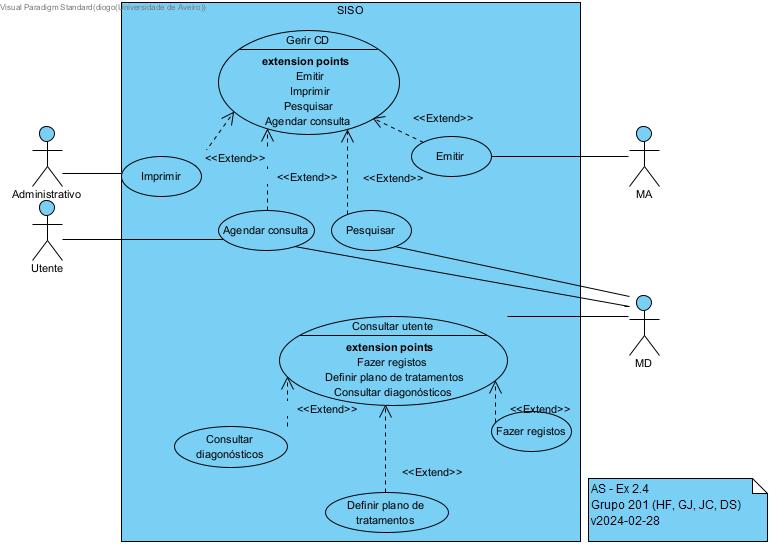 Visual Paradigm Standard(diogo(Universidade de Aveiro))
SISO
Gerir CD
extension points
Emitir
Imprimir
Pesquisar
Agendar consulta
<<Extend>>
<<Extend>>
Emitir
<<Extend>>
<<Extend>>
Imprimir
Administrativo
MA
Agendar consulta
Pesquisar
Utente
Consultar utente
extension points
Fazer registos
Definir plano de tratamentos
Consultar diagonósticos
MD
<<Extend>>
<<Extend>>
Fazer registos
Consultar
diagonósticos
<<Extend>>
Definir plano de
tratamentos
AS - Ex 2.4
Grupo 201 (HF, GJ, JC, DS)
v2024-02-28